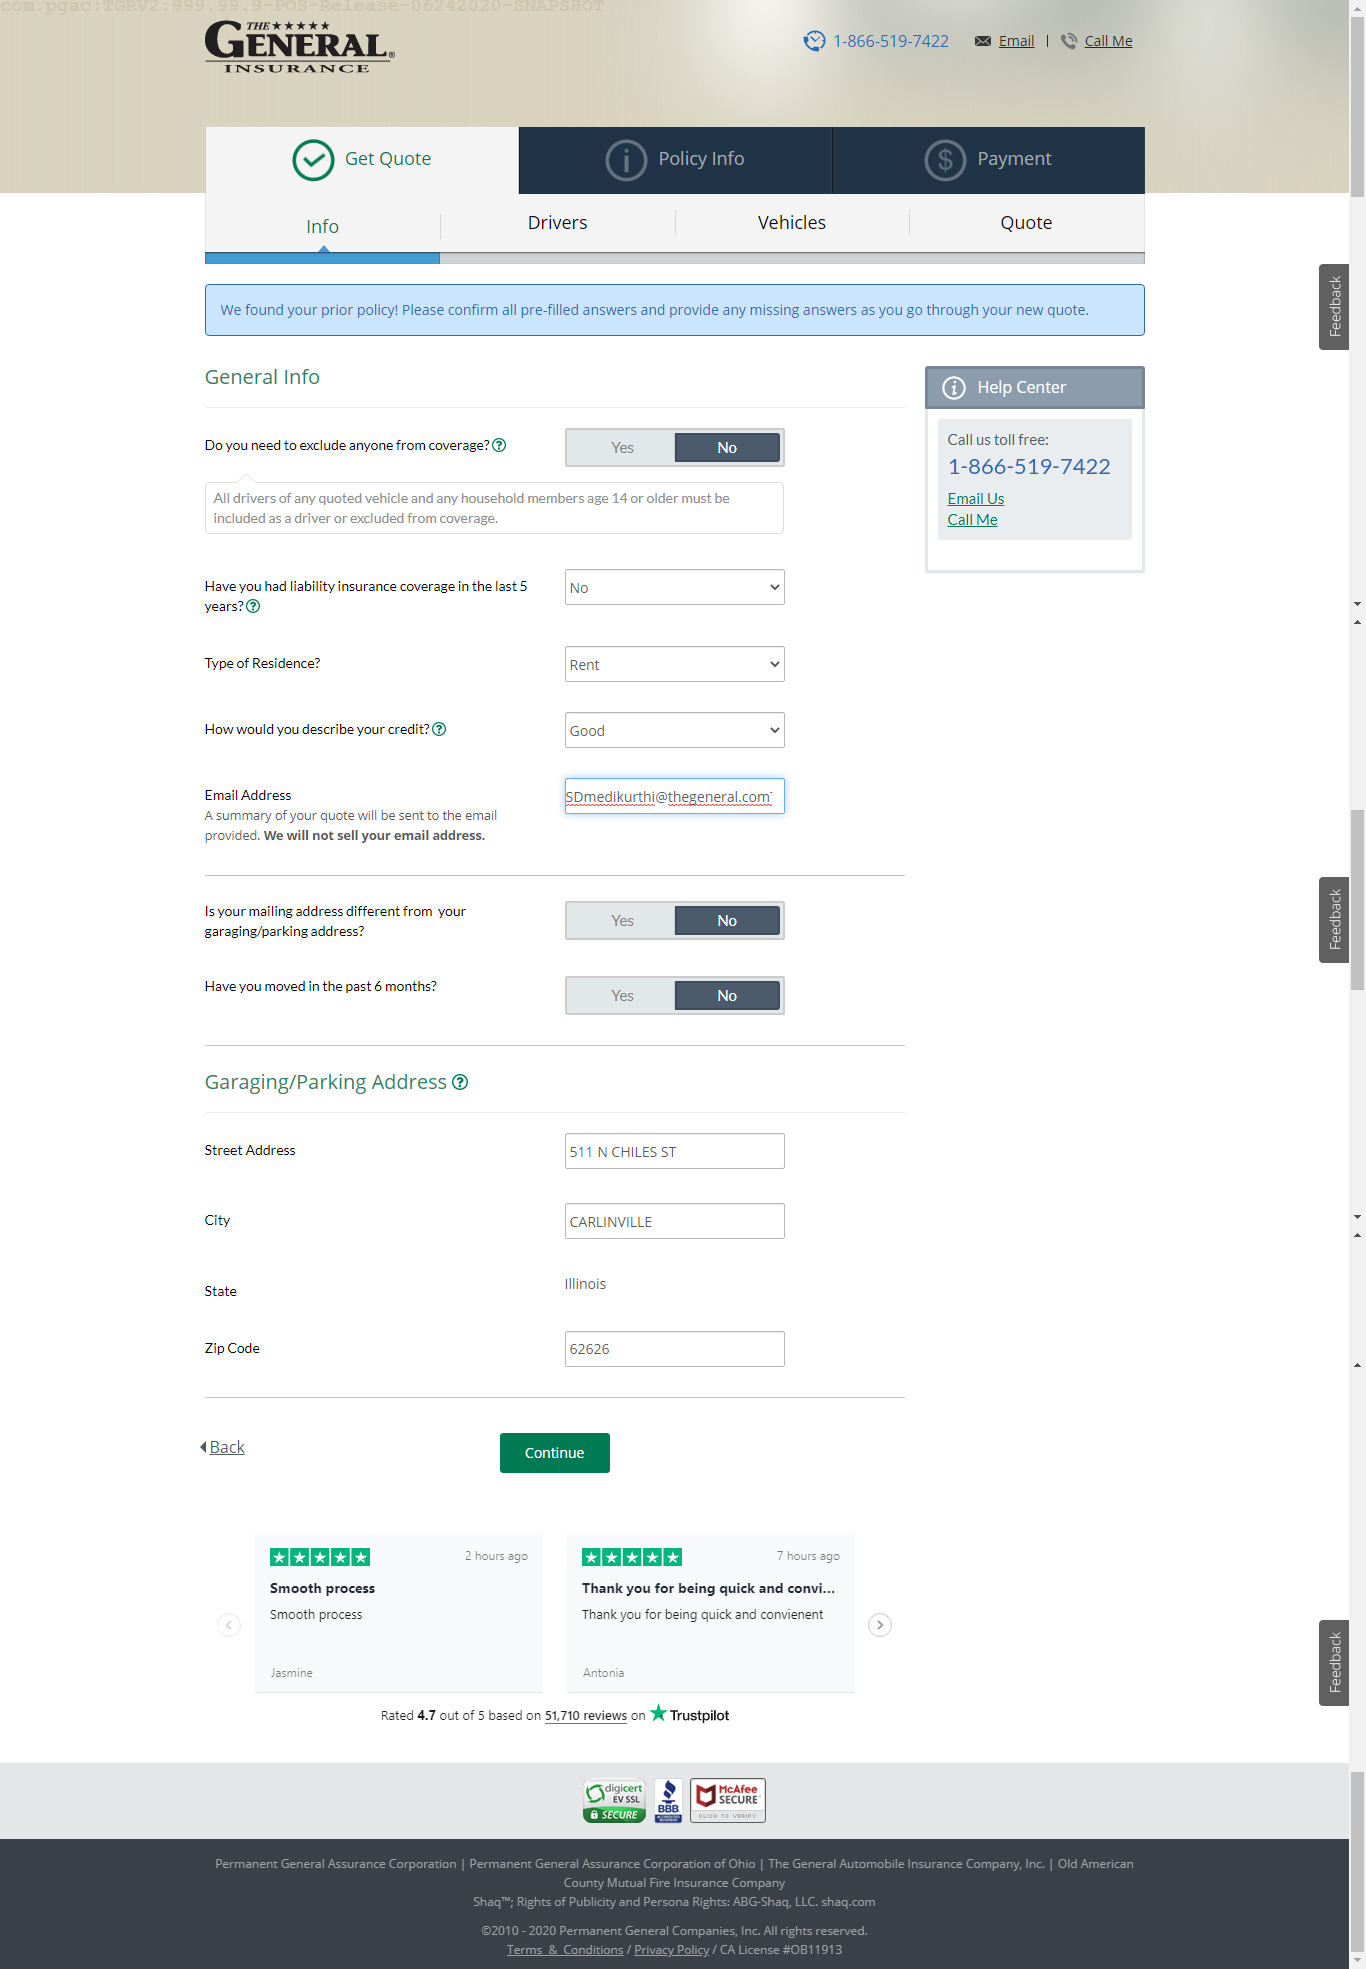 com.pgac:TGRV2:999.99.9-POS-Release-06242020-SNAPSHOT
THE
GENERAL®
INSURANCE
1-866-519-7422
Email | Call Me
Get Quote
Policy Info
Payment
Info
Drivers
Vehicles
Quote
We found your prior policy! Please confirm all pre-filled answers and provide any missing answers as you go through your new quote.
Feedback
General Info
Help Center
Call us toll free:
1-866-519-7422
Email Us
Call Me
Do you need to exclude anyone from coverage?
Yes No
All drivers of any quoted vehicle and any household members age 14 or older must be
included as a driver or excluded from coverage.
Have you had liability insurance coverage in the last 5
years?
No
Type of Residence?
Rent
How would you describe your credit?
Good
Email Address
SDmedikurthi@thegeneral.com
A summary of your quote will be sent to the email
provided. We will not sell your email address.
Is your mailing address different from your
garaging/parking address?
Yes No
Feedback
Have you moved in the past 6 months?
Yes No
Garaging/Parking Address
Street Address
511 N CHILES ST
City
CARLINVILLE
State
Illinois
Zip Code
62626
Back
Continue
2 hours ago
Smooth process
Smooth process
Jasmine
7 hours ago
Thank you for being quick and convi...
Thank you for being quick and convienent
Antonia
Feedback
Rated 4.7 out of 5 based on 51,710 reviews on Trustpilot
digicert
EV SSL
SECURE
BBB
ACCREDITED
BUSINESS
McAfee
SECURE
CLICK TO VERIFY
Permanent General Assurance Corporation | Permanent General Assurance Corporation of Ohio | The General Automobile Insurance Company, Inc. | Old American
County Mutual Fire Insurance Company
Shaq™; Rights of Publicity and Persona Rights: ABG-Shaq, LLC. shaq.com
©2010 - 2020 Permanent General Companies, Inc. All rights reserved.
Terms & Conditions / Privacy Policy / CA License #OB11913